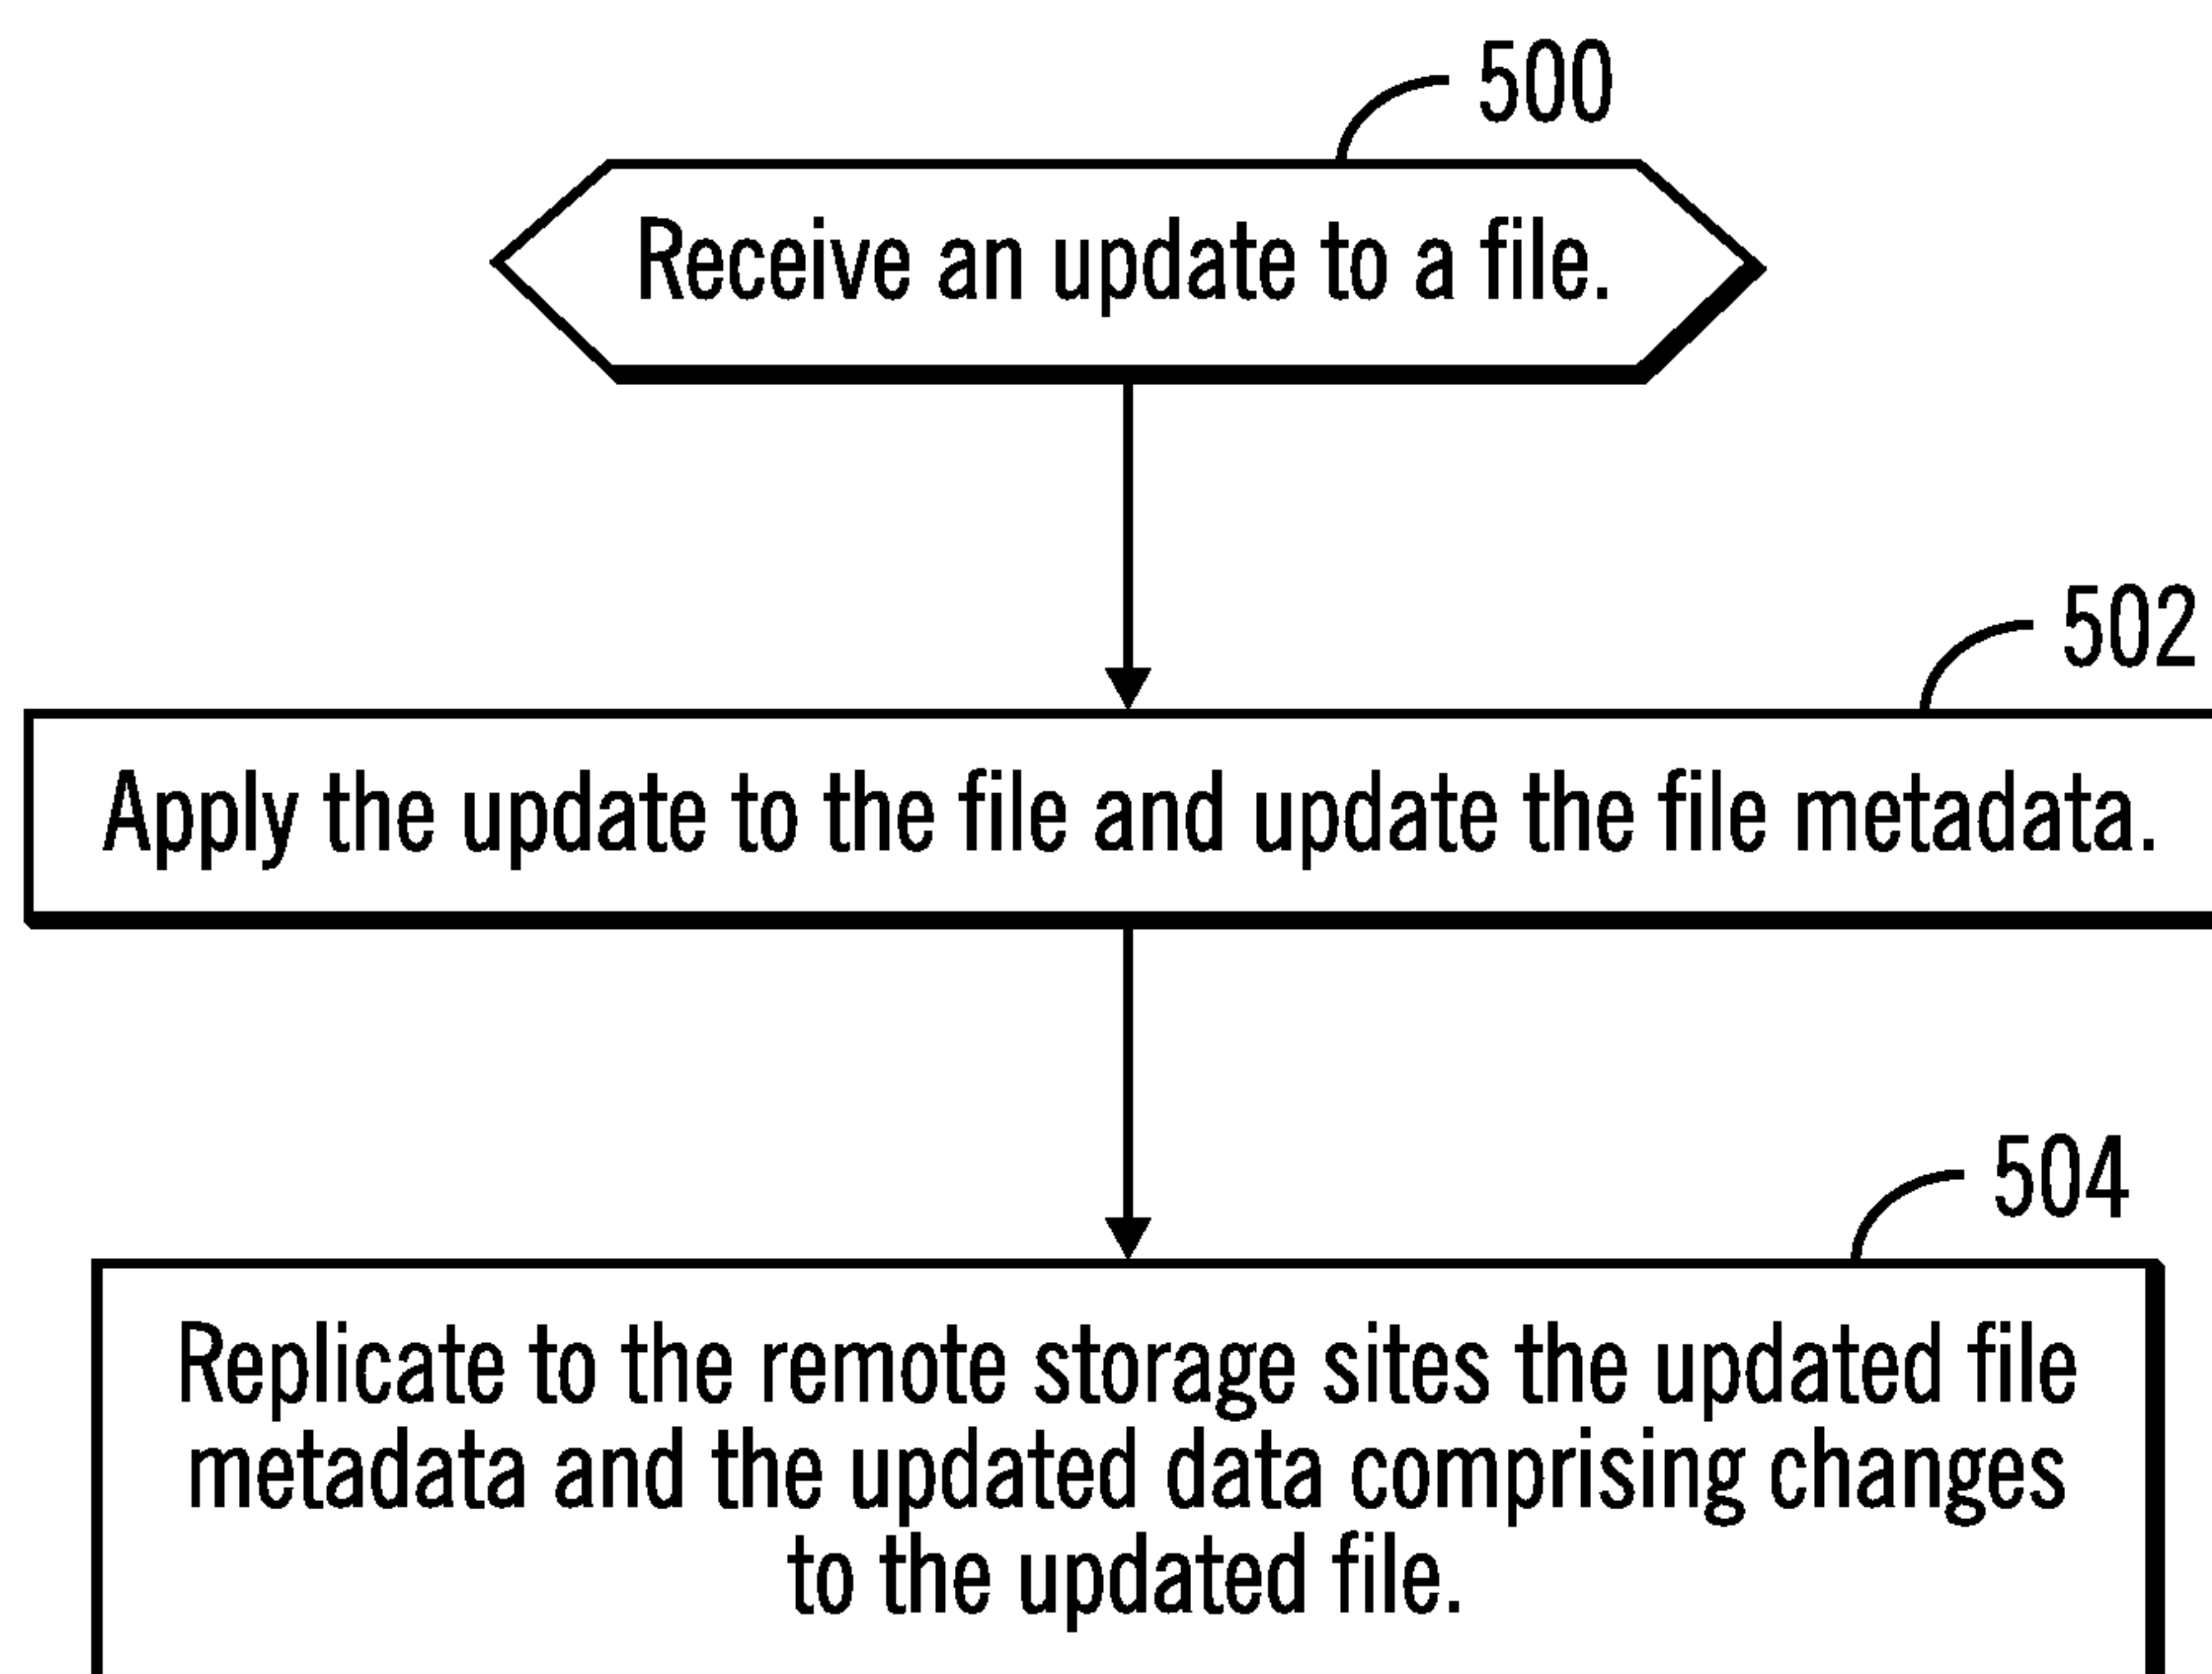 500
Receive an update to a file.
502
Apply the update to the file and update the file metadata.
504
Replicate to the remote storage sites the updated file
metadata and the updated data comprising changes
to the updated file.